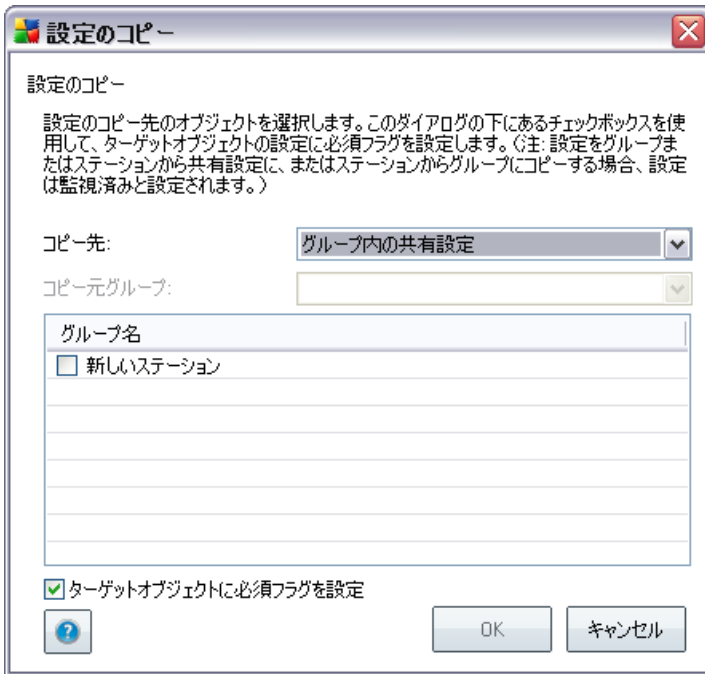 設定のコピー
設定のコピー
設定のコピー先のオブジェクトを選択します。このダイアログの下にあるチェックボックスを使
用して、ターゲットオブジェクトの設定に必須フラグを設定します。（注: 設定をグループま
たはステーションから共有設定に、またはステーションからグループにコピーする場合、設定
は監視済みと設定されます。）
コピー先: グループ内の共有設定
コピー元グループ:
グループ名
新しいステーション
ターゲットオブジェクトに必須フラグを設定
? OK キャンセル